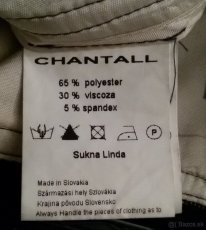 CHANTALL
65 % polyester
30 % viscoza
5 % spandex
P
Sukna Linda
Made in Slovakia
Származási hely Szlovákia
Krajina pôvodu Slovensko
Always Handle the pieces of clothing as to